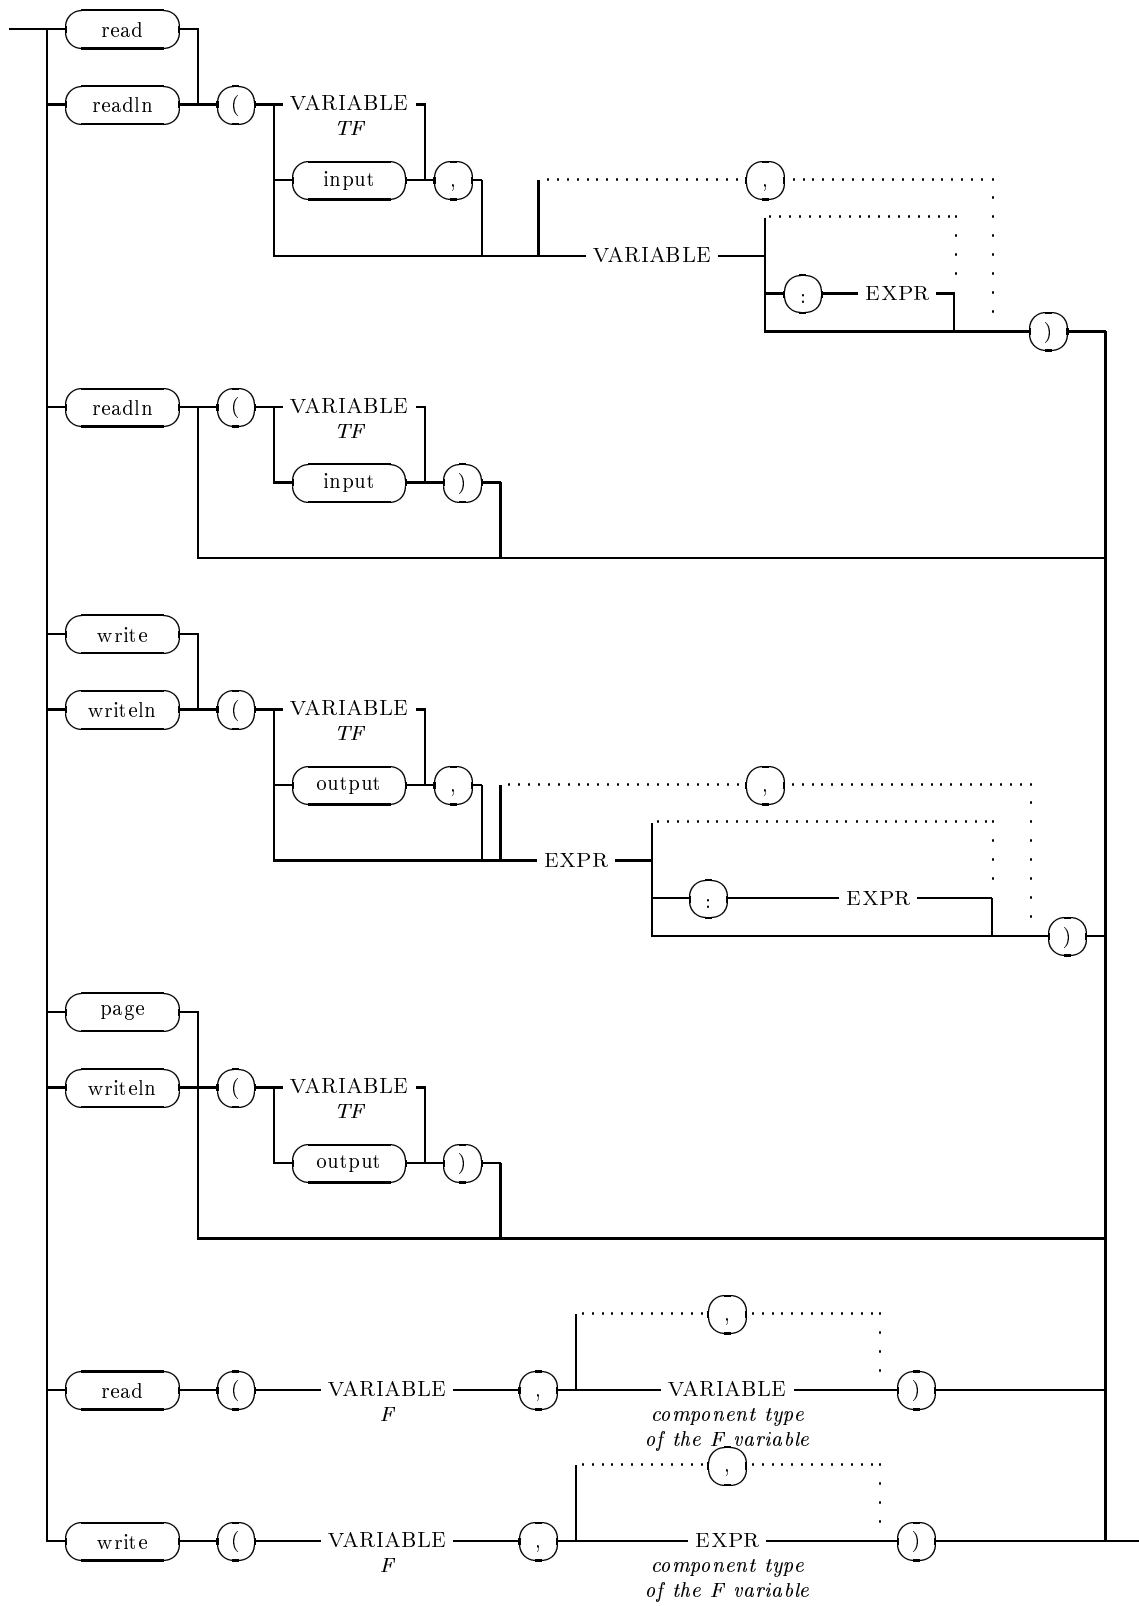 read
readln ( VARIABLE
TF
input , ,
VARIABLE
: EXPR
)
readln ( VARIABLE
TF
input )
write
writeln ( VARIABLE
TF
output , ,
EXPR
: EXPR
)
page
writeln ( VARIABLE
TF
output )
,
read ( VARIABLE , VARIABLE )
F component type
of the F variable
,
write ( VARIABLE , EXPR )
F component type
of the F variable